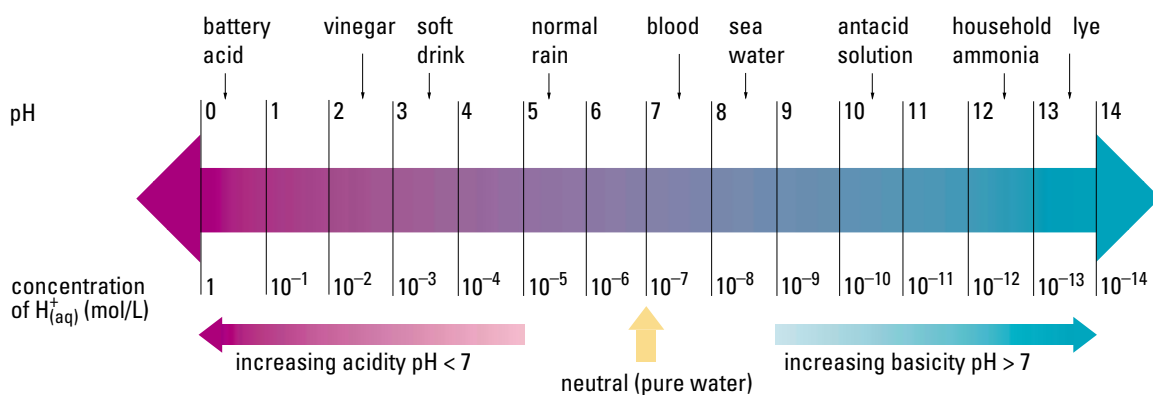 battery acid
vinegar
soft drink
normal rain
blood
sea water
antacid solution
household ammonia
lye
pH
0 1 2 3 4 5 6 7 8 9 10 11 12 13 14
concentration of H⁺(aq) (mol/L)
1 10⁻¹ 10⁻² 10⁻³ 10⁻⁴ 10⁻⁵ 10⁻⁶ 10⁻⁷ 10⁻⁸ 10⁻⁹ 10⁻¹⁰ 10⁻¹¹ 10⁻¹² 10⁻¹³ 10⁻¹⁴
increasing acidity pH < 7
neutral (pure water)
increasing basicity pH > 7